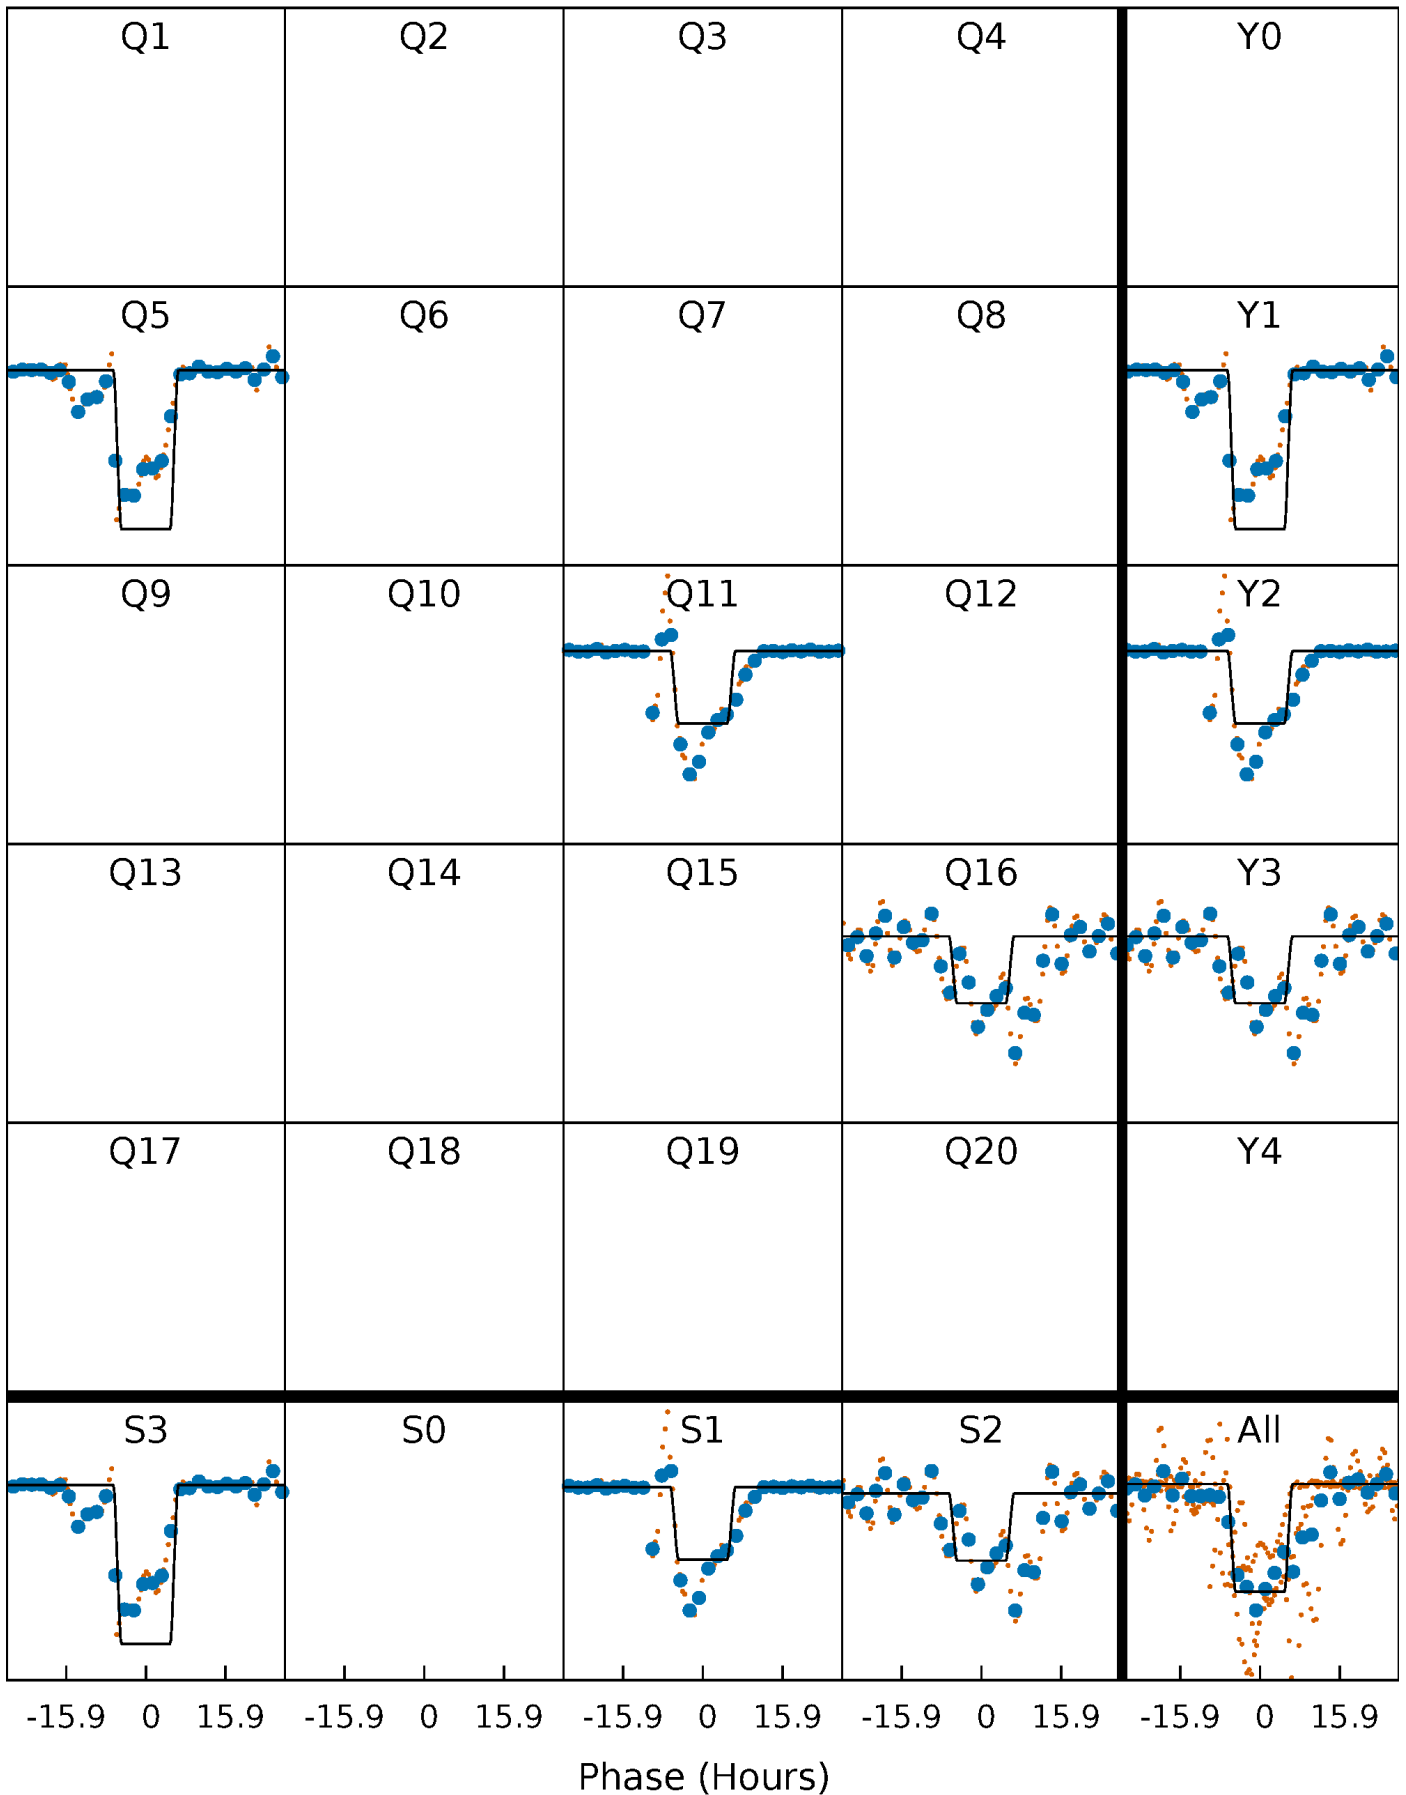 Q1 Q2 Q3 Q4 Y0
Q5 Q6 Q7 Q8 Y1
Q9 Q10 Q11 Q12 Y2
Q13 Q14 Q15 Q16 Y3
Q17 Q18 Q19 Q20 Y4
S3 S0 S1 S2 All
-15.9 0 15.9 -15.9 0 15.9 -15.9 0 15.9 -15.9 0 15.9 -15.9 0 15.9
Phase (Hours)